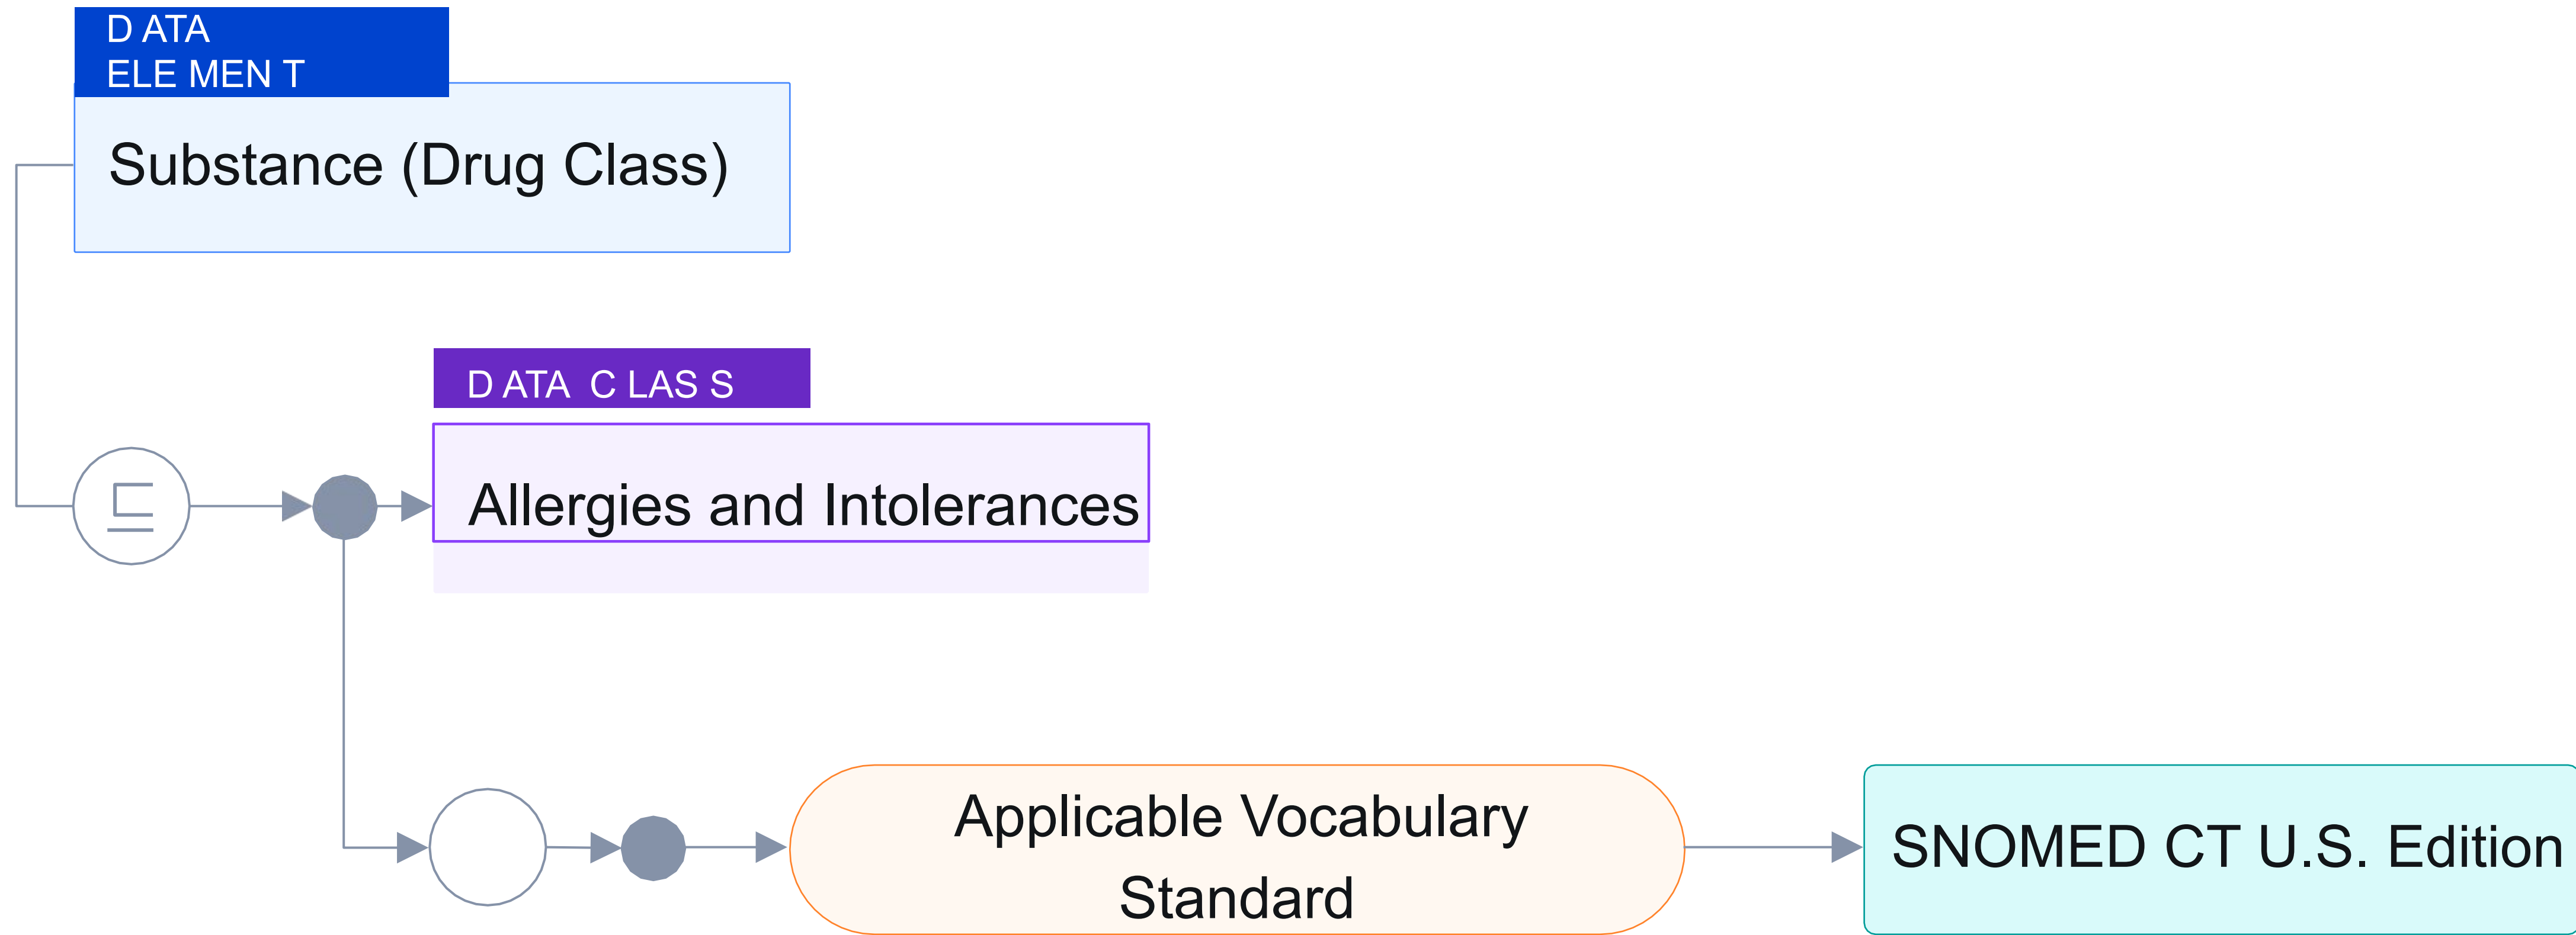 D ATA
ELE MEN T
Substance (Drug Class)
D ATA C LAS S
Allergies and Intolerances
⊑
Applicable Vocabulary
Standard
SNOMED CT U.S. Edition